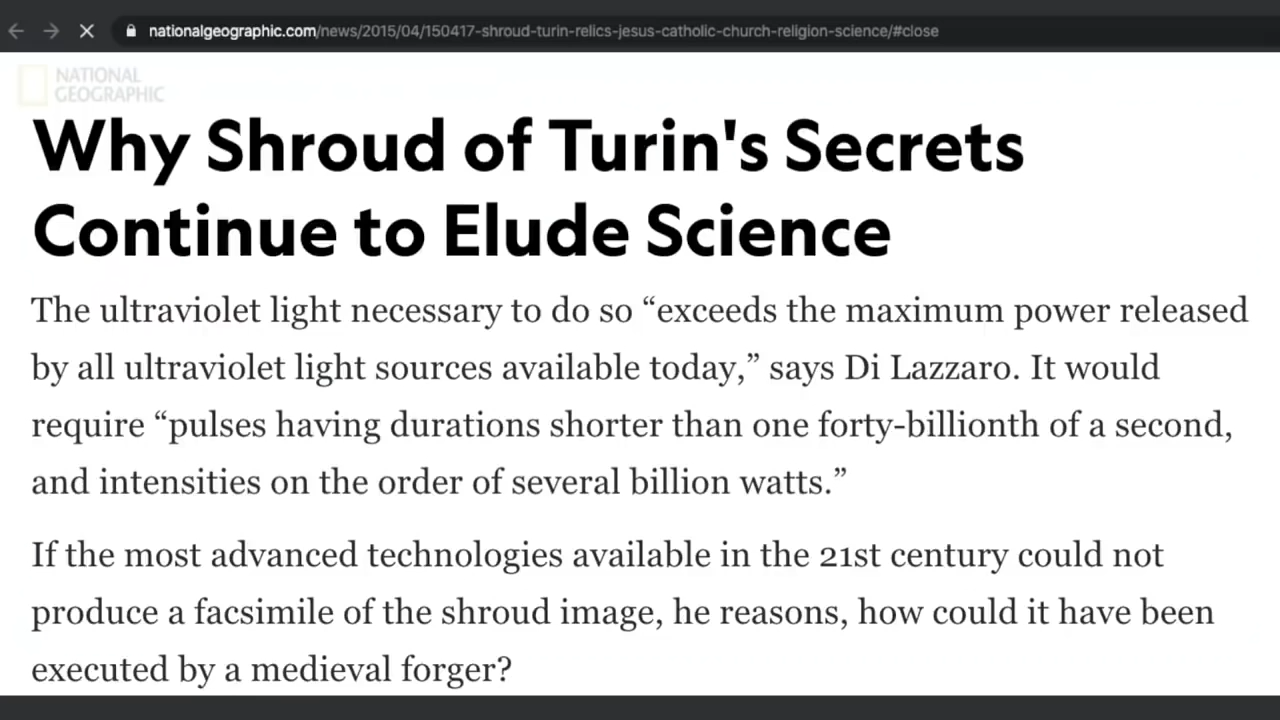 nationalgeographic.com/news/2015/04/150417-shroud-turin-relics-jesus-catholic-church-religion-science/#close
NATIONAL
GEOGRAPHIC
Why Shroud of Turin's Secrets
Continue to Elude Science
The ultraviolet light necessary to do so “exceeds the maximum power released
by all ultraviolet light sources available today,” says Di Lazzaro. It would
require “pulses having durations shorter than one forty-billionth of a second,
and intensities on the order of several billion watts.”
If the most advanced technologies available in the 21st century could not
produce a facsimile of the shroud image, he reasons, how could it have been
executed by a medieval forger?